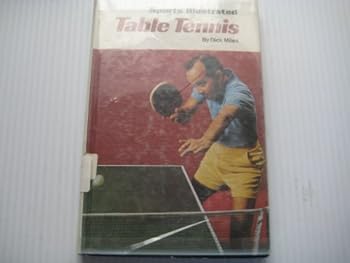 Sports Illustrated
Table Tennis
By Dick Miles